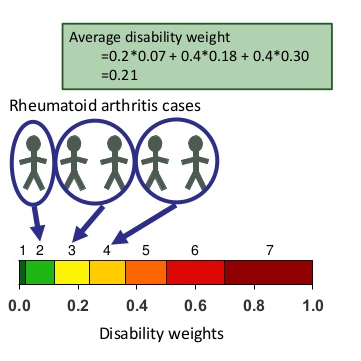 Average disability weight
=0.2*0.07 + 0.4*0.18 + 0.4*0.30
=0.21
Rheumatoid arthritis cases
1 2 3 4 5 6 7
0.0 0.2 0.4 0.6 0.8 1.0
Disability weights